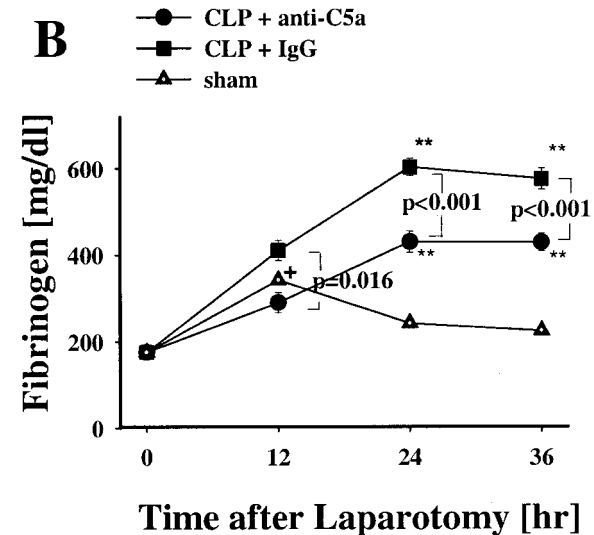 B
CLP + anti-C5a
CLP + IgG
sham
Fibrinogen [mg/dl]
600
400
200
0
**
**
p<0.001
p<0.001
**
**
+
p=0.016
0 12 24 36
Time after Laparotomy [hr]